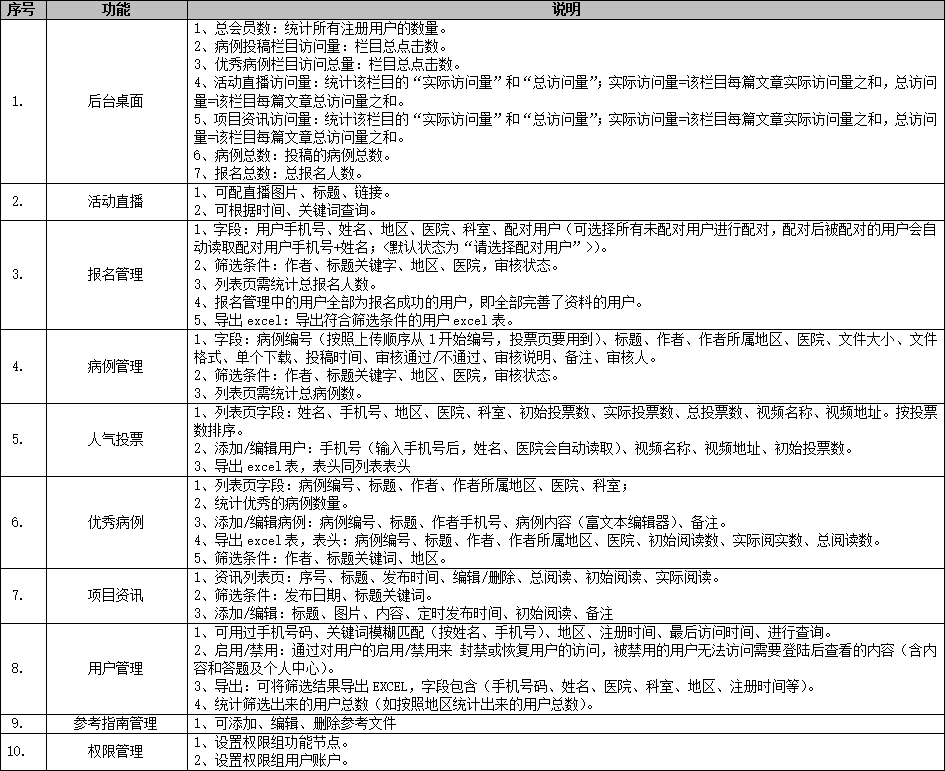 序号 功能 说明
1. 后台桌面
1、总会员数：统计所有注册用户的数量。
2、病例投稿栏目访问量：栏目总点击数。
3、优秀病例栏目访问总量：栏目总点击数。
4、活动直播访问量：统计该栏目的“实际访问量”和“总访问量”；实际访问量=该栏目每篇文章实际访问量之和，总访问
量=该栏目每篇文章总访问量之和。
5、项目资讯访问量：统计该栏目的“实际访问量”和“总访问量”；实际访问量=该栏目每篇文章实际访问量之和，总访问
量=该栏目每篇文章总访问量之和。
6、病例总数：投稿的病例总数。
7、报名总数：总报名人数。
2. 活动直播
1、可配直播图片、标题、链接。
2、可根据时间、关键词查询。
3. 报名管理
1、字段：用户手机号、姓名、地区、医院、科室、配对用户（可选择所有未配对用户进行配对，配对后被配对的用户会自
动读取配对用户手机号+姓名；<默认状态为“请选择配对用户”>）。
2、筛选条件：作者、标题关键字、地区、医院，审核状态。
3、列表页需统计总报名人数。
4、报名管理中的用户全部为报名成功的用户，即全部完善了资料的用户。
5、导出 excel：导出符合筛选条件的用户 excel 表。
4. 病例管理
1、字段：病例编号（按照上传顺序从 1 开始编号，投票页要用到）、标题、作者、作者所属地区、医院、文件大小、文件
格式、单个下载、投稿时间、审核通过/不通过、审核说明、备注、审核人。
2、筛选条件：作者、标题关键字、地区、医院，审核状态。
3、列表页需统计总病例数。
5. 人气投票
1、列表页字段：姓名、手机号、地区、医院、科室、初始投票数、实际投票数、总投票数、视频名称、视频地址。按投票
数排序。
2、添加/编辑用户：手机号（输入手机号后，姓名、医院会自动读取）、视频名称、视频地址、初始投票数。
3、导出 excel 表，表头同列表表头
6. 优秀病例
1、列表页字段：病例编号、标题、作者、作者所属地区、医院、科室；
2、统计优秀的病例数量。
3、添加/编辑病例：病例编号、标题、作者手机号、病例内容（富文本编辑器）、备注。
4、导出 excel 表，表头：病例编号、标题、作者、作者所属地区、医院、初始阅读数、实际阅实数、总阅读数。
5、筛选条件：作者、标题关键词、地区。
7. 项目资讯
1、资讯列表页：序号、标题、发布时间、编辑/删除、总阅读、初始阅读、实际阅读。
2、筛选条件：发布日期、标题关键词。
3、添加/编辑：标题、图片、内容、定时发布时间、初始阅读、备注
8. 用户管理
1、可用过手机号码、关键词模糊匹配（按姓名、手机号）、地区、注册时间、最后访问时间、进行查询。
2、启用/禁用：通过对用户的启用/禁用来 封禁或恢复用户的访问，被禁用的用户无法访问需要登陆后查看的内容（含内
容和答题及个人中心）。
3、导出：可将筛选结果导出 EXCEL，字段包含（手机号码、姓名、医院、科室、地区、注册时间等）。
4、统计筛选出来的用户总数（如按照地区统计出来的用户总数）。
9. 参考指南管理 1、可添加、编辑、删除参考文件
10. 权限管理
1、设置权限组功能节点。
2、设置权限组用户账户。